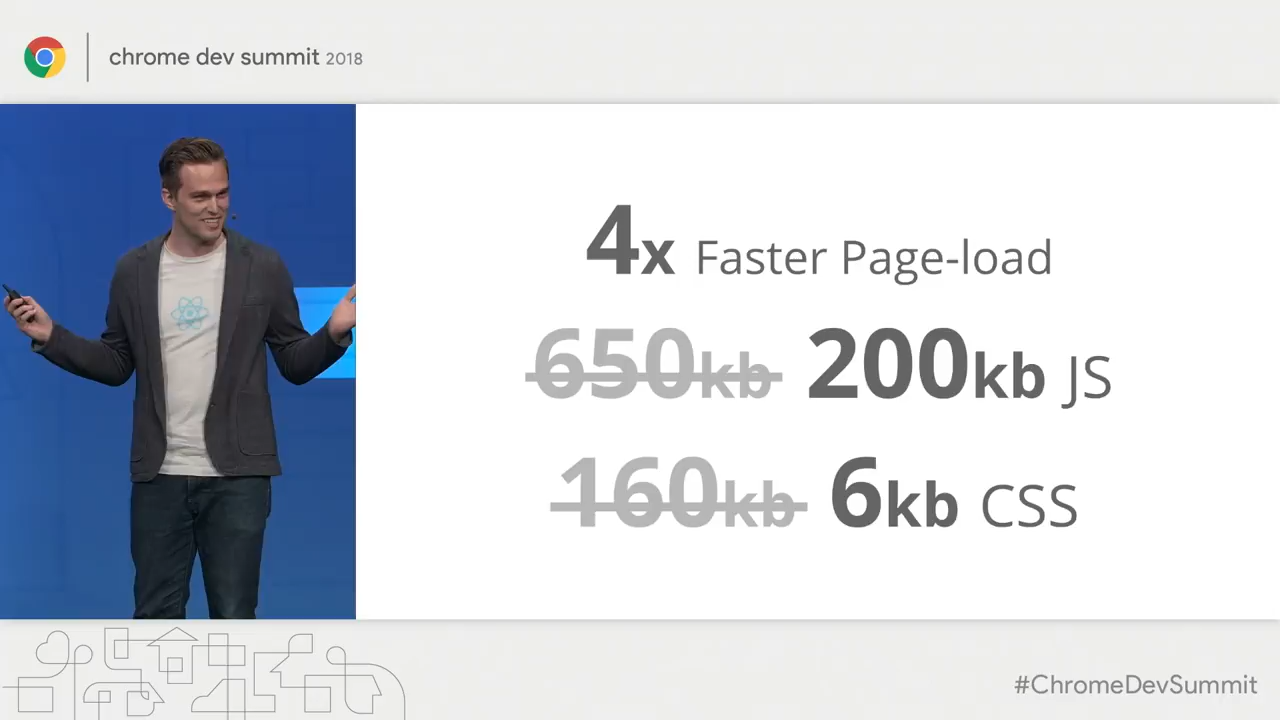 chrome dev summit 2018
4x Faster Page-load
650kb 200kb JS
160kb 6kb CSS
#ChromeDevSummit